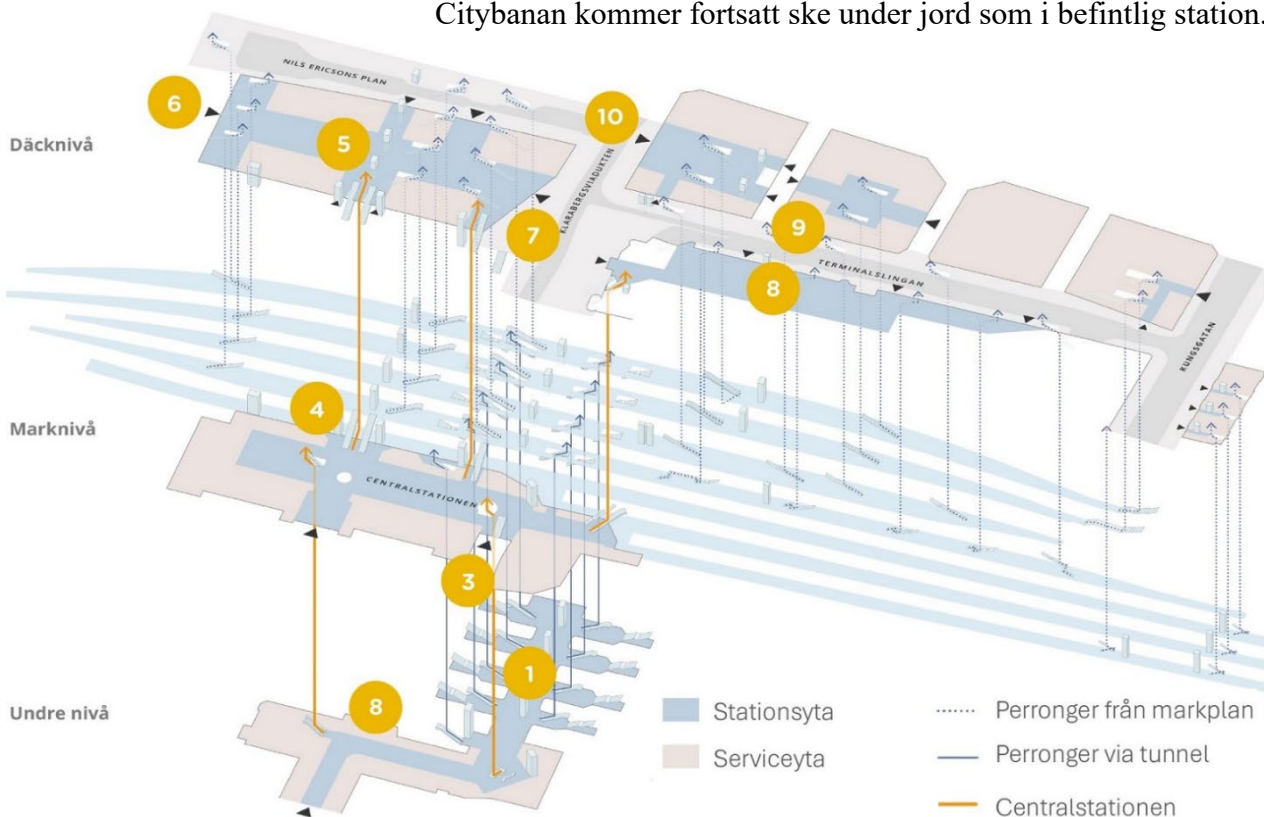 Citybanan kommer fortsatt ske under jord som i befintlig station.
NILS ERICSONS PLAN
6
10
Däcknivå
5
KLARABERGSVIADUKTEN
7
9
TERMINALSLINGAN
8
KUNGSGATAN
4
Marknivå
CENTRALSTATIONEN
3
1
Undre nivå
8
Stationsyta
Perronger från markplan
Serviceyta
Perronger via tunnel
Centralstationen